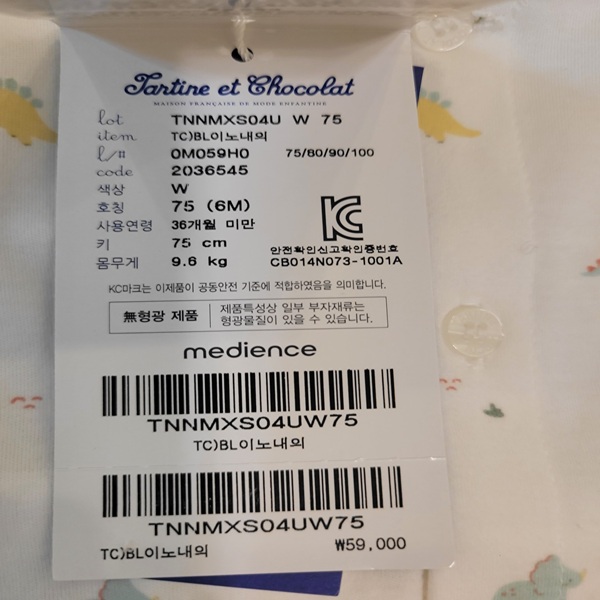 Tartine et Chocolat
MAISON FRANÇAISE DE MODE ENFANTINE
lot TNNMXS04U W 75
item TC)BL이노내의
l/# 0M059H0 75/80/90/100
code 2036545
색상 W
호칭 75 (6M)
사용연령 36개월 미만
키 75 cm
몸무게 9.6 kg
안전확인신고확인증번호
CB014N073-1001A
KC마크는 이제품이 공동안전 기준에 적합하였음을 의미합니다.
無형광 제품
제품특성상 일부 부자재류는
형광물질이 있을 수 있습니다.
medience
TNNMXS04UW75
TC)BL이노내의
TNNMXS04UW75
TC)BL이노내의 ₩59,000